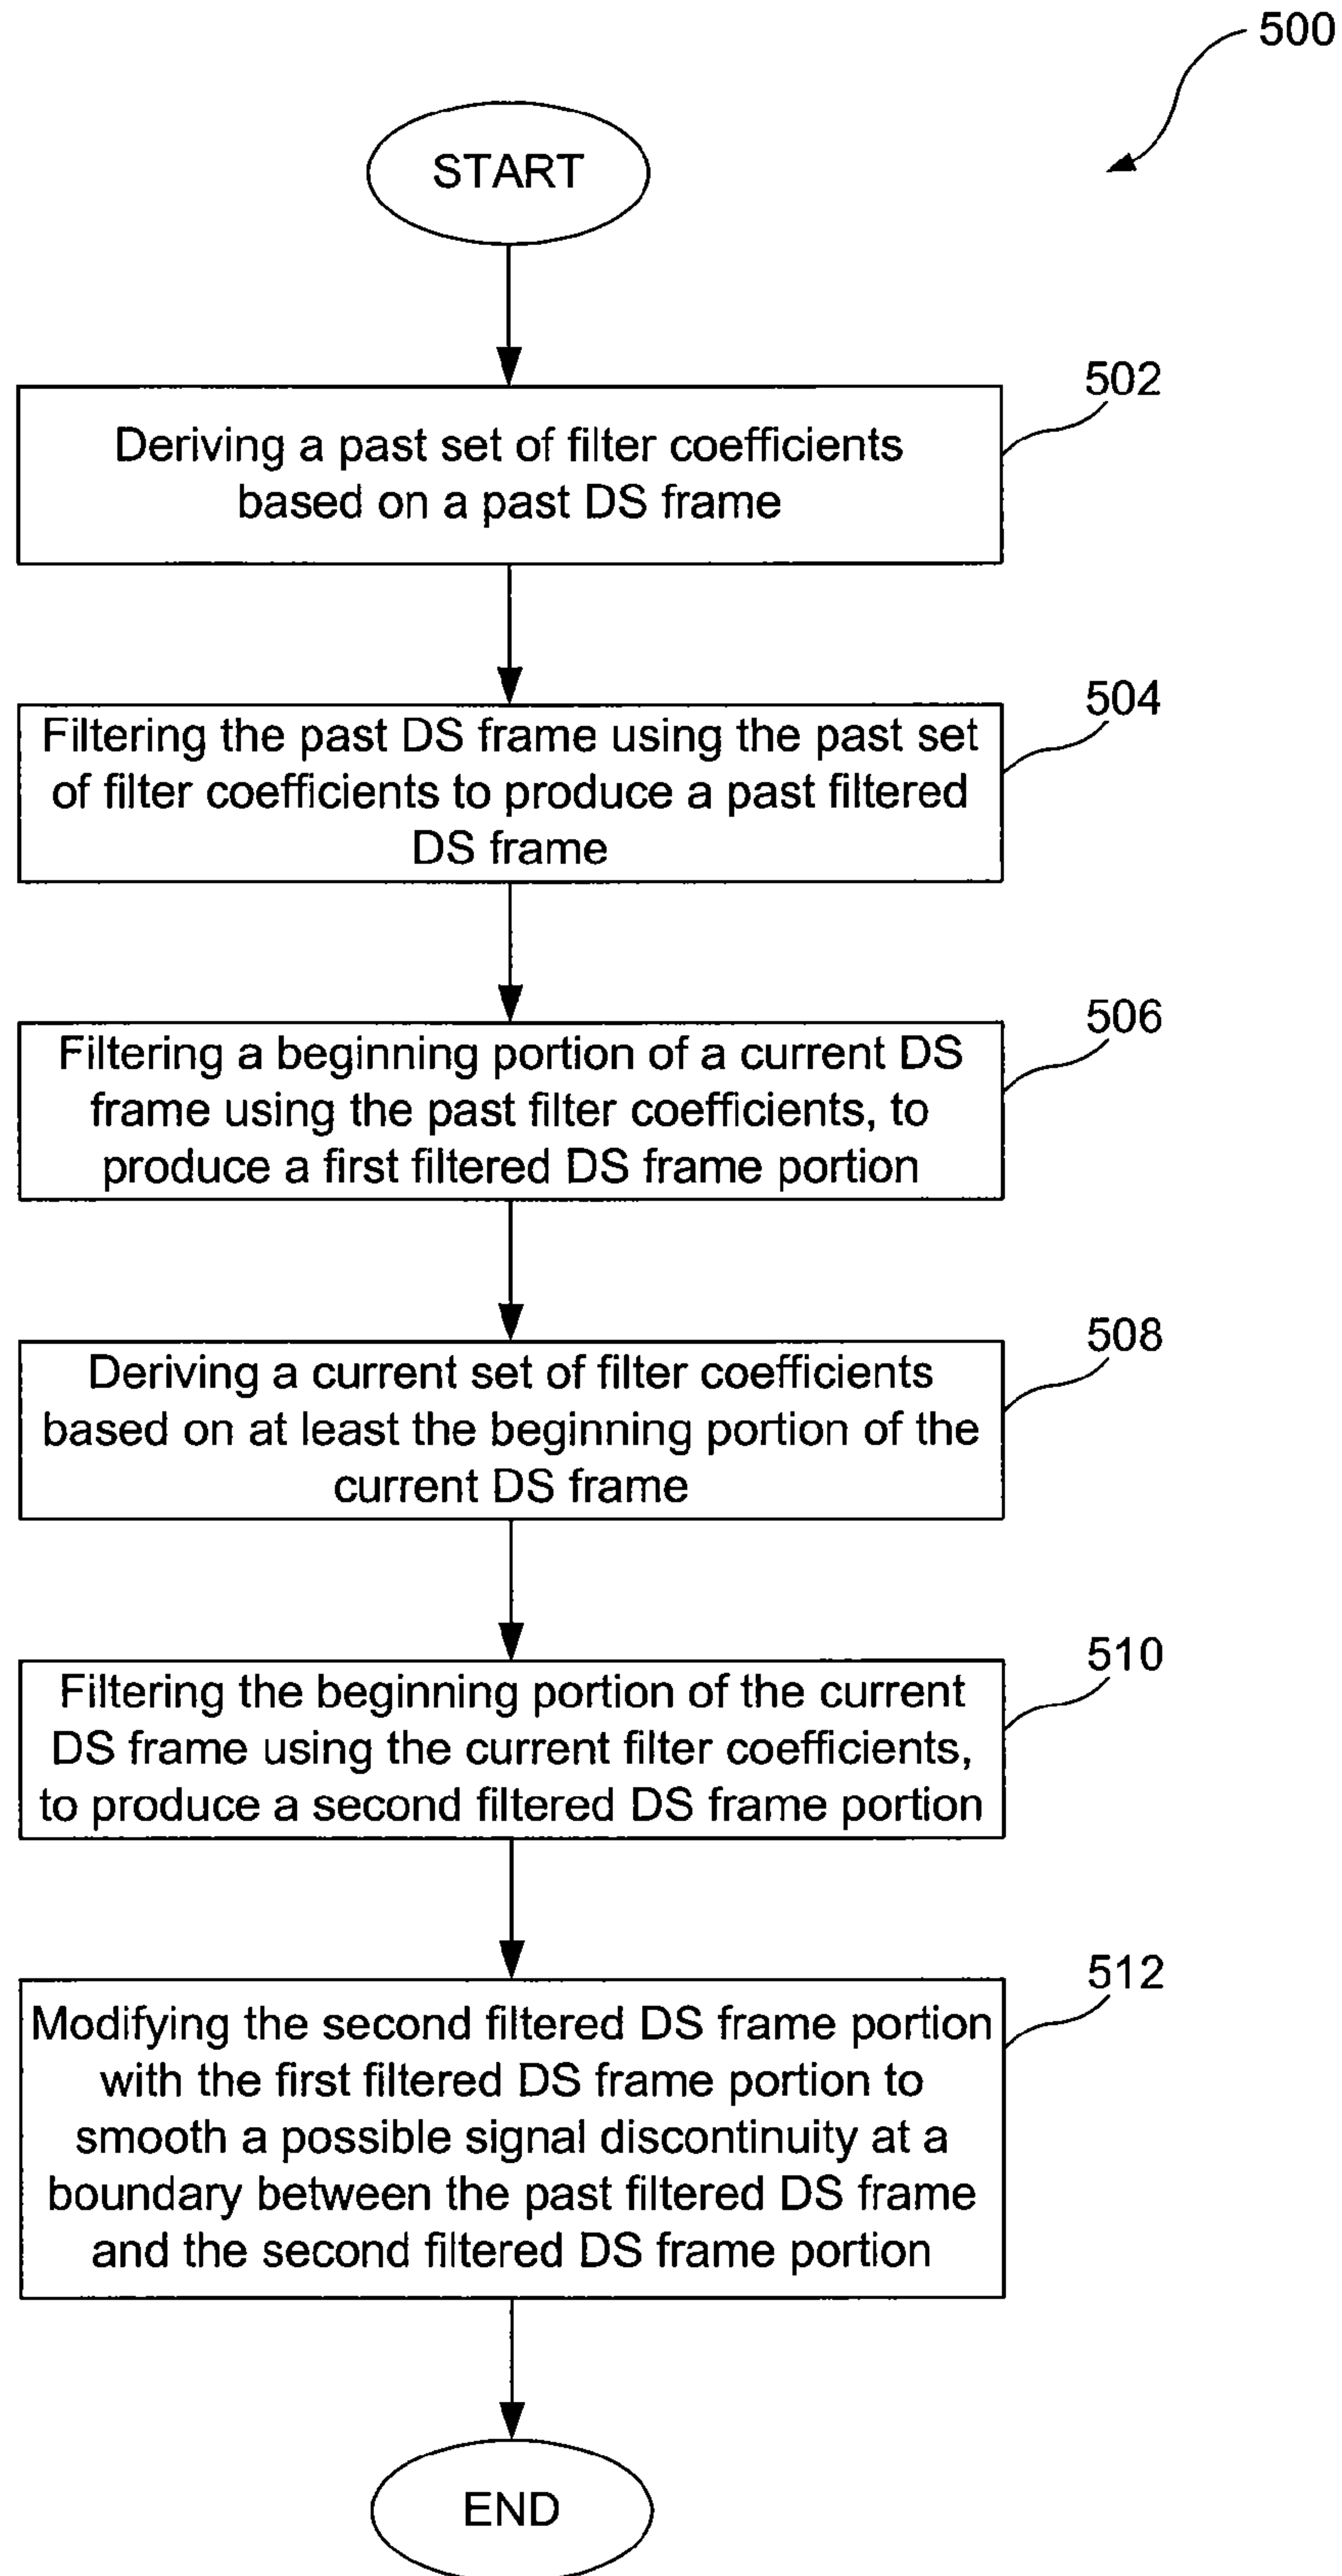 500
START
502
Deriving a past set of filter coefficients
based on a past DS frame
504
Filtering the past DS frame using the past set
of filter coefficients to produce a past filtered
DS frame
506
Filtering a beginning portion of a current DS
frame using the past filter coefficients, to
produce a first filtered DS frame portion
508
Deriving a current set of filter coefficients
based on at least the beginning portion of the
current DS frame
510
Filtering the beginning portion of the current
DS frame using the current filter coefficients,
to produce a second filtered DS frame portion
512
Modifying the second filtered DS frame portion
with the first filtered DS frame portion to
smooth a possible signal discontinuity at a
boundary between the past filtered DS frame
and the second filtered DS frame portion
END